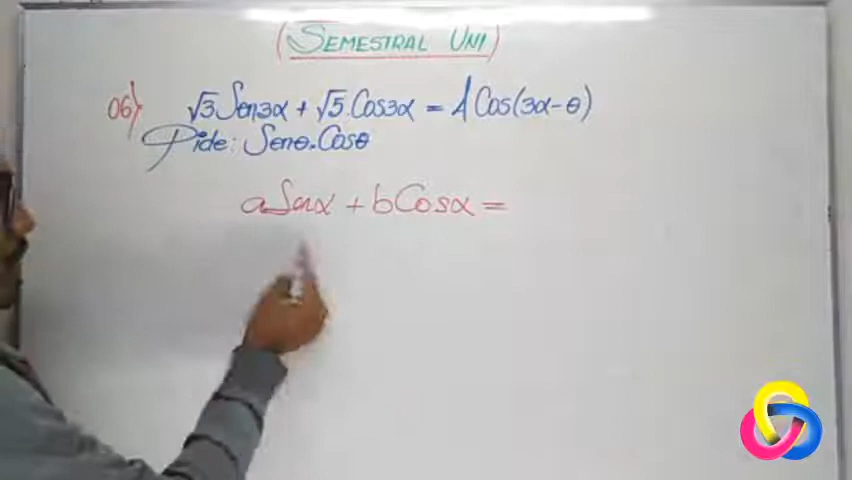 (SEMESTRAL UNI)
06) √3 Sen3α + √5 Cos3α = A Cos(3α-θ)
Pide: Senθ.Cosθ
aSenα + bCosα =